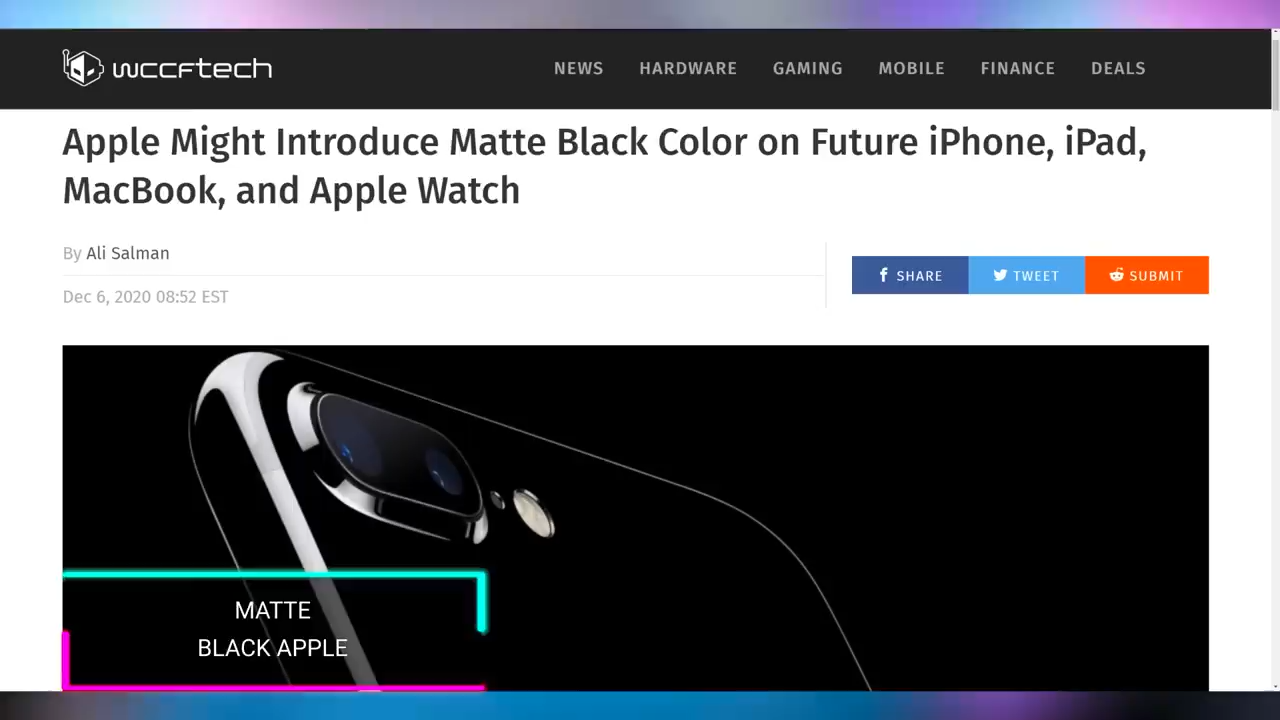 wccftech
NEWS HARDWARE GAMING MOBILE FINANCE DEALS
Apple Might Introduce Matte Black Color on Future iPhone, iPad,
MacBook, and Apple Watch
By Ali Salman
Dec 6, 2020 08:52 EST
SHARE TWEET SUBMIT
MATTE
BLACK APPLE